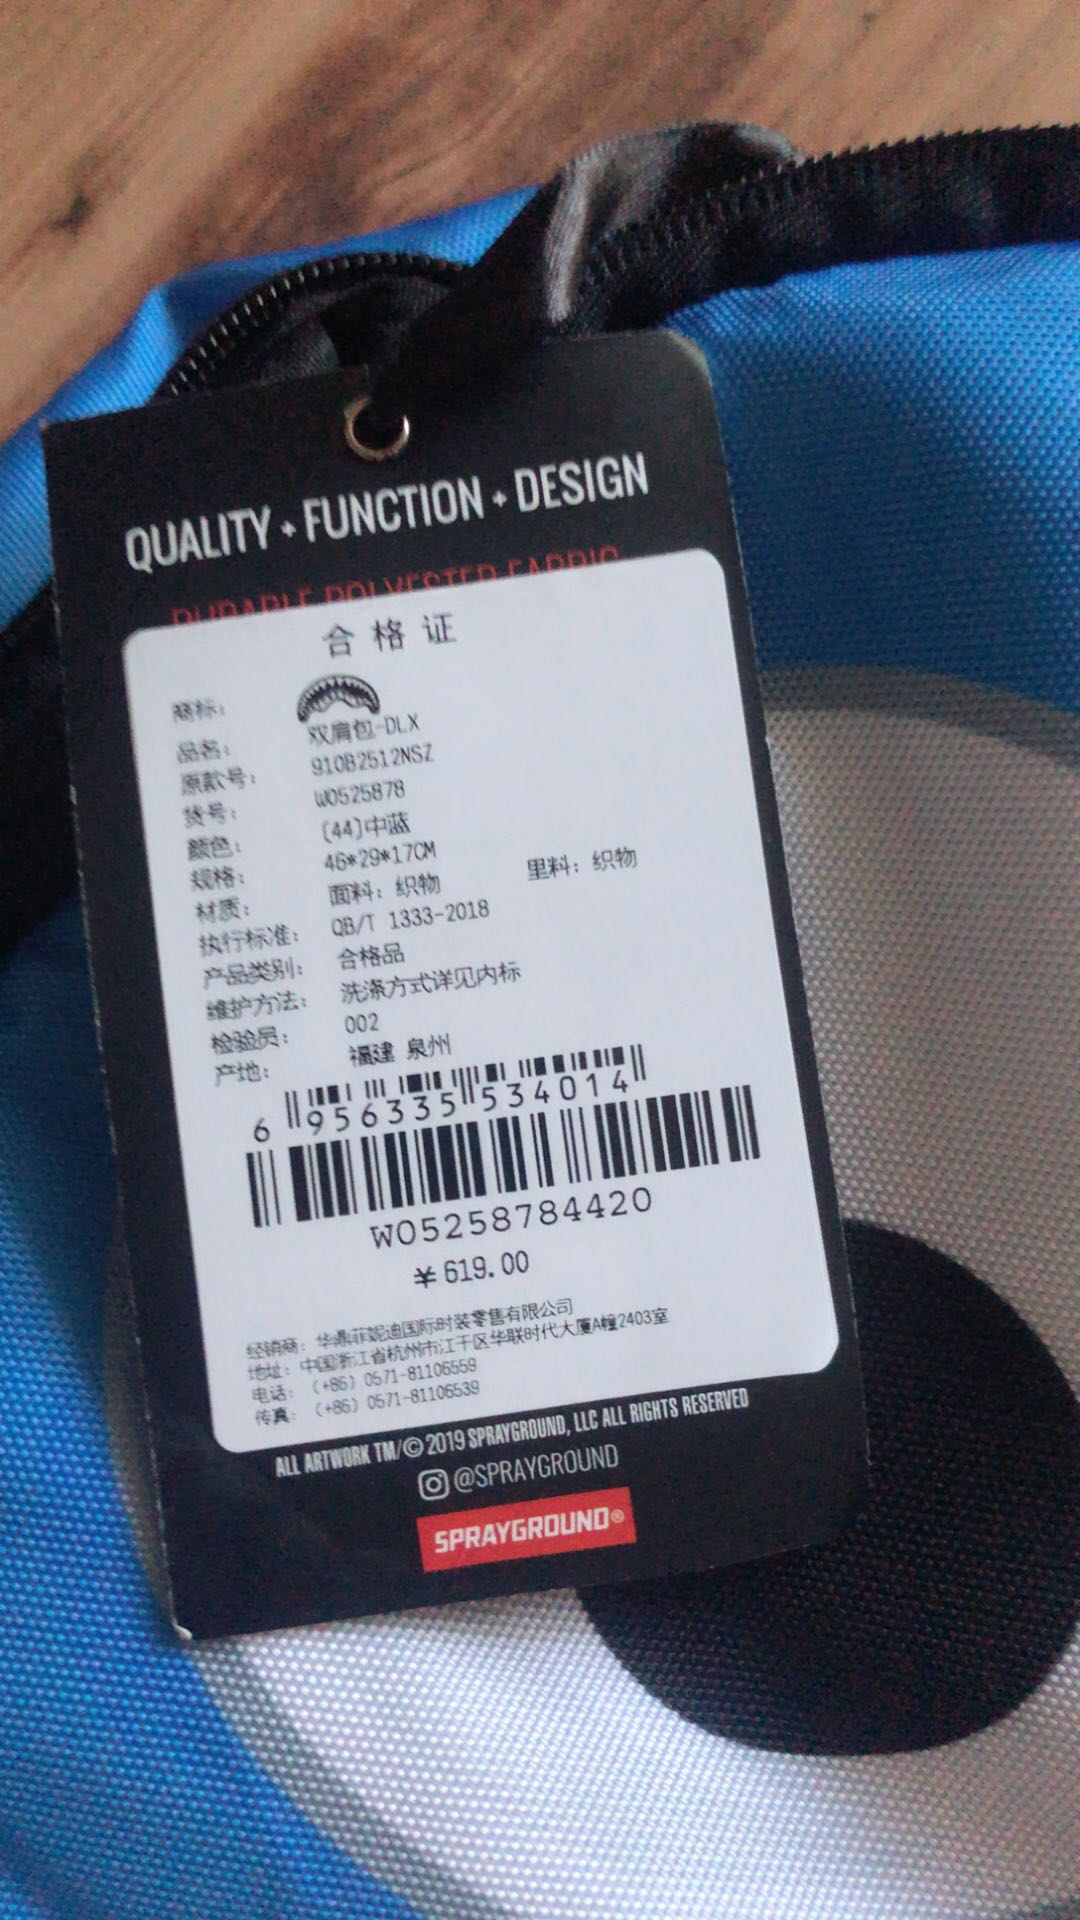 QUALITY + FUNCTION + DESIGN
DURABLE POLYESTER FABRIC
合格证
商标:
品名: 双肩包-DLX
原款号: 910B2512NSZ
货号: W0525878
颜色: (44)中蓝
规格: 46*29*17CM
材质: 面料: 织物 里料: 织物
执行标准: QB/T 1333-2018
产品类别: 合格品
维护方法: 洗涤方式详见内标
检验员: 002
产地: 福建 泉州
6 956335 534014
W05258784420
¥619.00
经销商: 华鼎菲妮迪国际时装零售有限公司
地址: 中国浙江省杭州市江干区华联时代大厦A幢2403室
电话: (+86) 0571-81106559
传真: (+86) 0571-81106539
ALL ARTWORK TM/© 2019 SPRAYGROUND, LLC ALL RIGHTS RESERVED
@SPRAYGROUND
SPRAYGROUND®